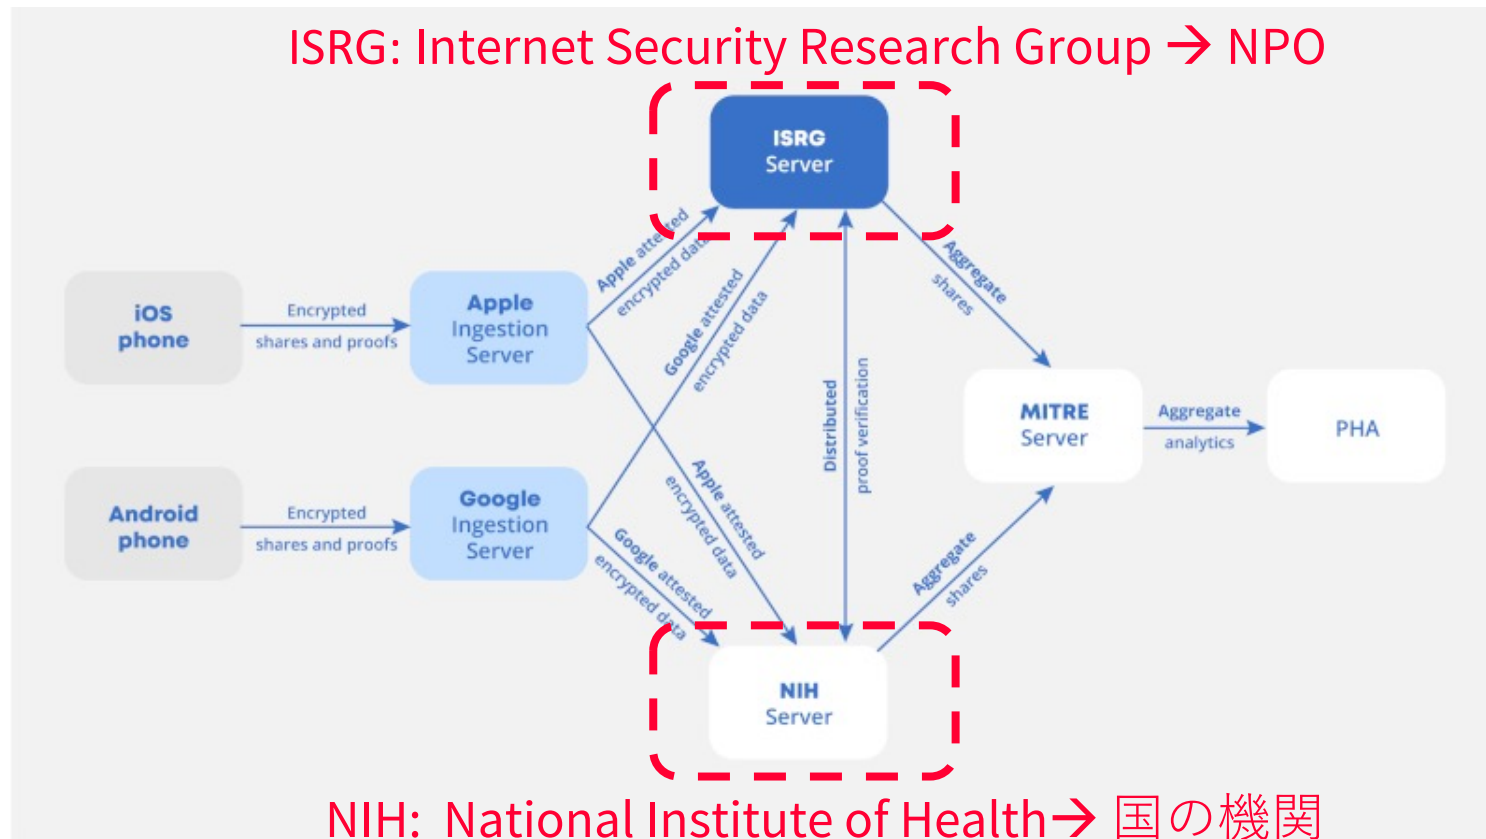 ISRG: Internet Security Research Group → NPO
ISRG
Server
Apple attested
encrypted data
Google attested
encrypted data
Aggregate
shares
iOS
phone
Encrypted
shares and proofs
Apple
Ingestion
Server
Distributed
proof verification
MITRE
Server
Aggregate
analytics
PHA
Android
phone
Encrypted
shares and proofs
Google
Ingestion
Server
Apple attested
encrypted data
Google attested
encrypted data
Aggregate
shares
NIH
Server
NIH: National Institute of Health→ 国の機関